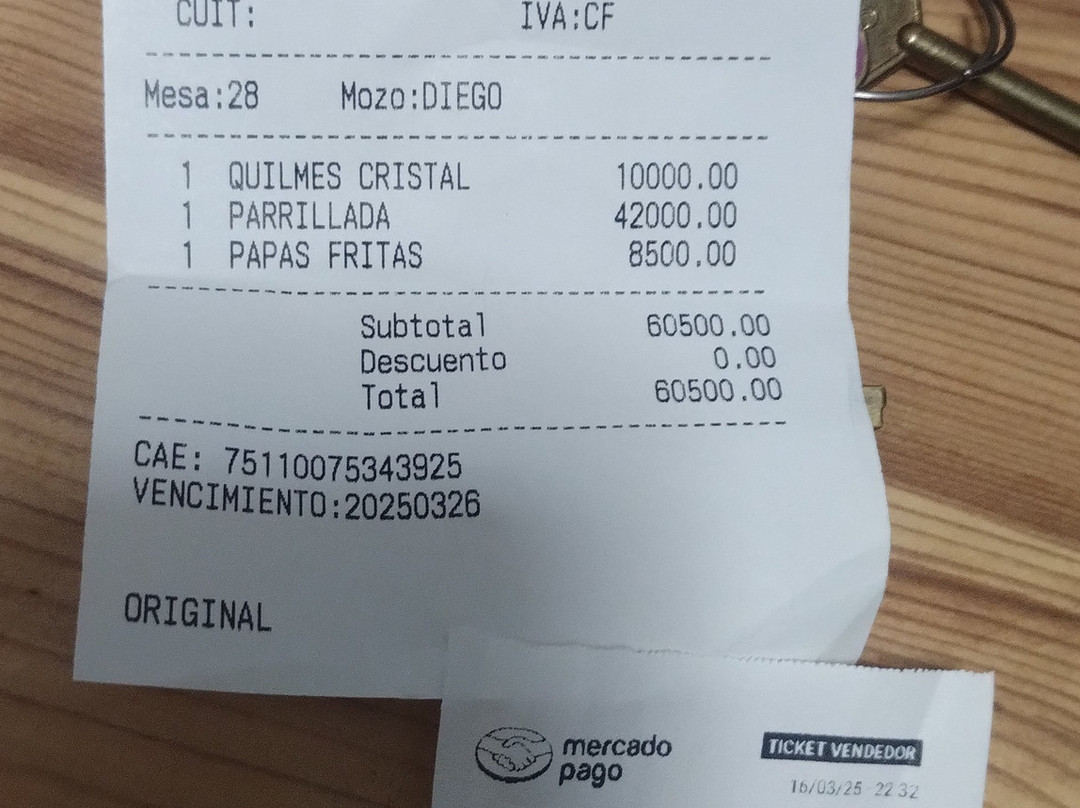 CUIT: IVA:CF
Mesa:28 Mozo:DIEGO
1 QUILMES CRISTAL 10000.00
1 PARRILLADA 42000.00
1 PAPAS FRITAS 8500.00
Subtotal 60500.00
Descuento 0.00
Total 60500.00
CAE: 75110075343925
VENCIMIENTO:20250326
ORIGINAL
mercado
pago
TICKET VENDEDOR
16/03/25 22:32